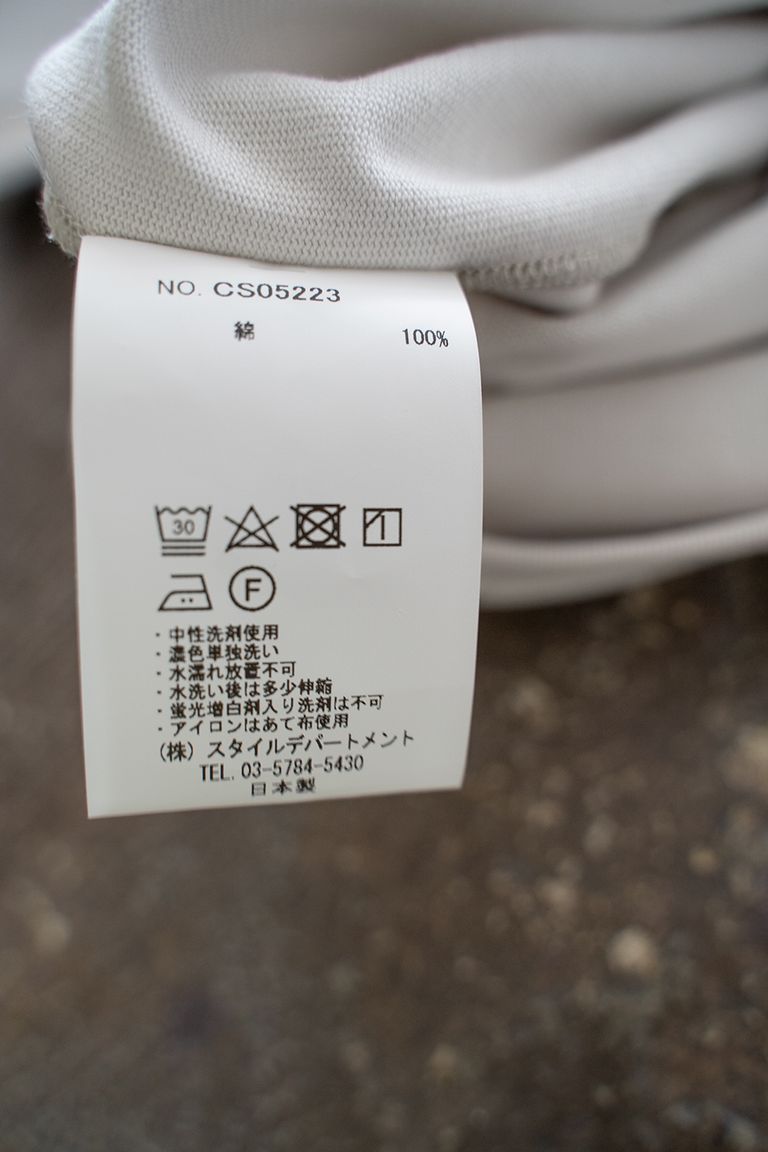 NO. CS05223
綿 100%
30
F
・中性洗剤使用
・濃色単独洗い
・水濡れ放置不可
・水洗い後は多少伸縮
・蛍光増白剤入り洗剤は不可
・アイロンはあて布使用
(株) スタイルデパートメント
TEL. 03-5784-5430
日本製